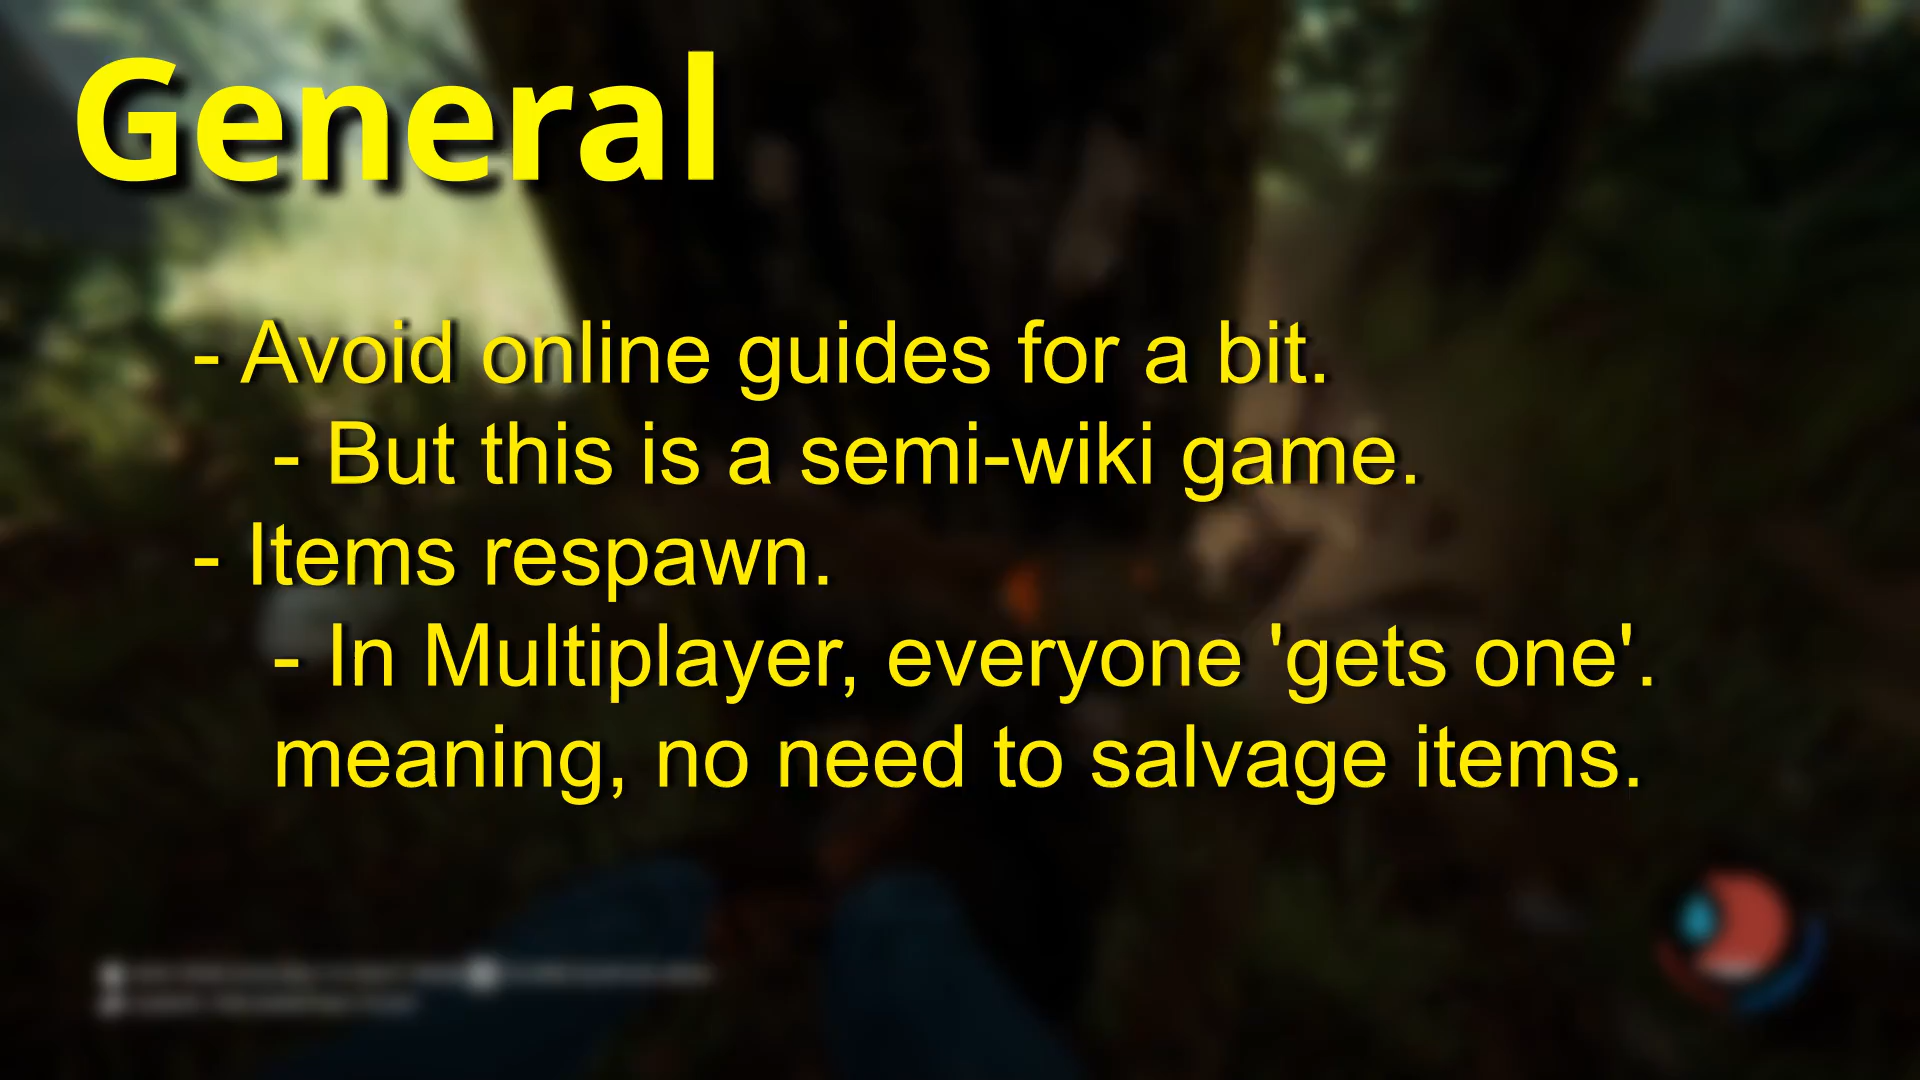 General
- Avoid online guides for a bit.
- But this is a semi-wiki game.
- Items respawn.
- In Multiplayer, everyone 'gets one'.
meaning, no need to salvage items.